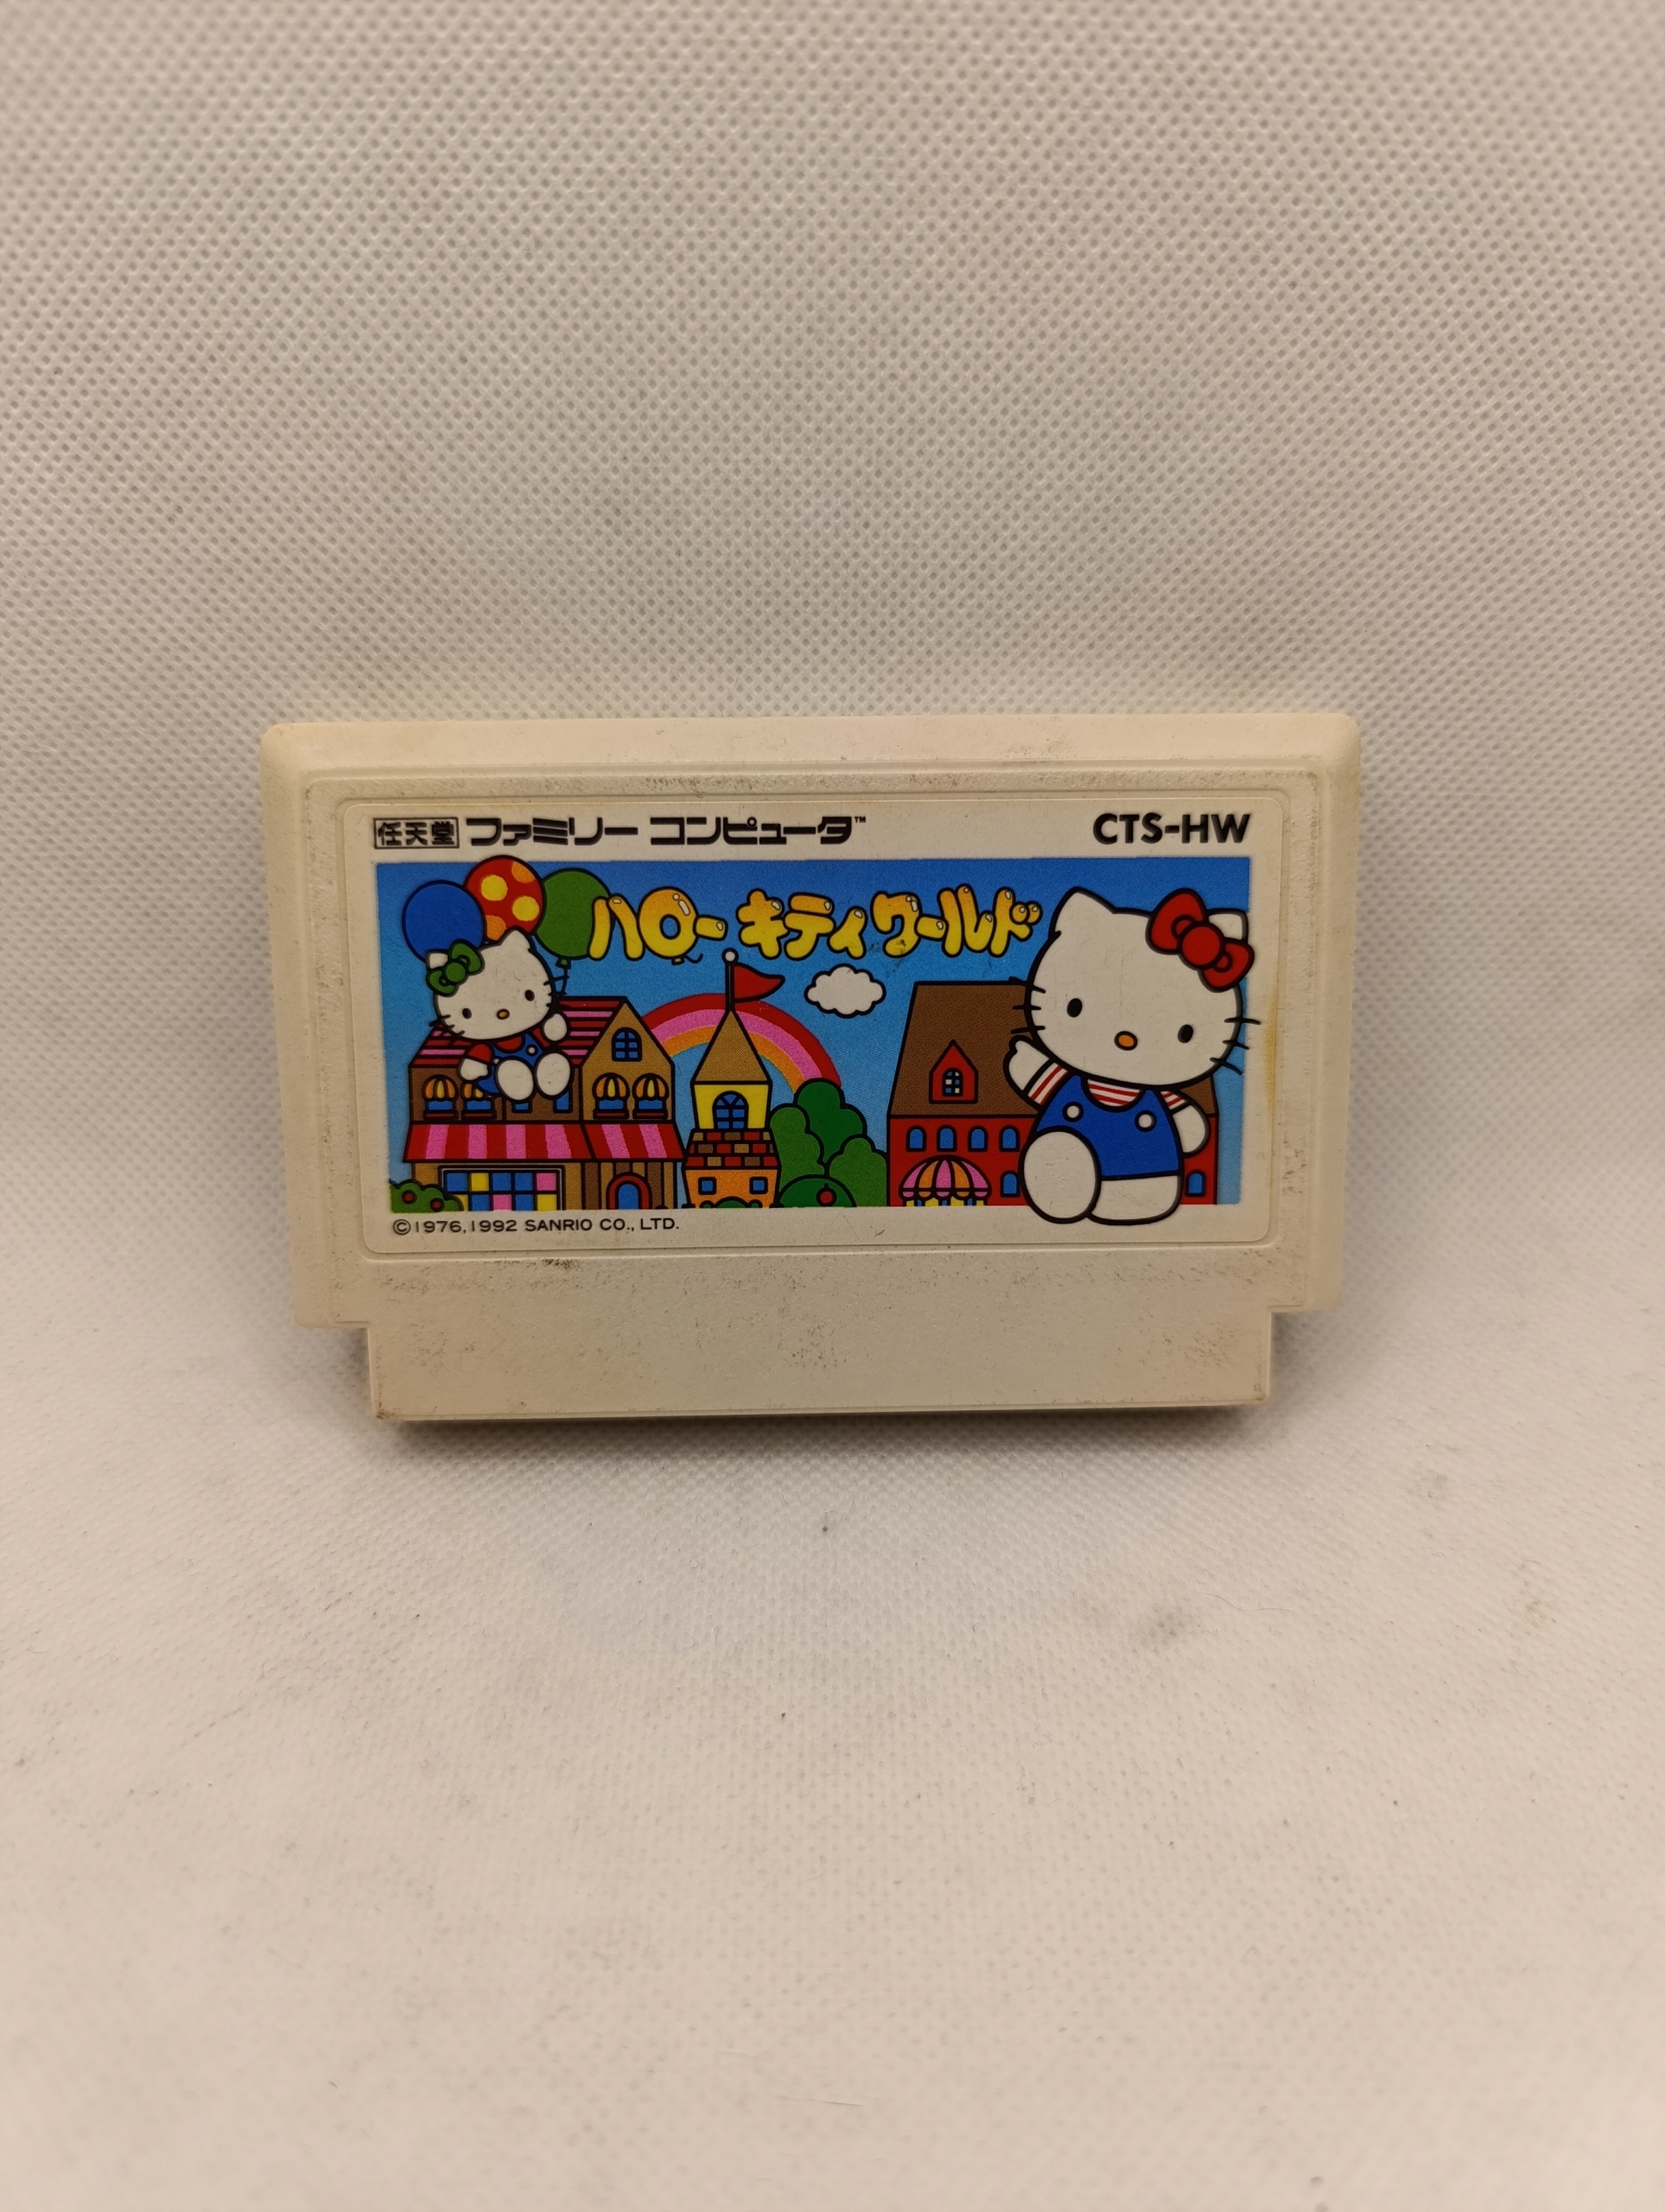 任天堂 ファミリー コンピュータ™ CTS-HW
ハロー キティ ワールド
©1976,1992 SANRIO CO., LTD.